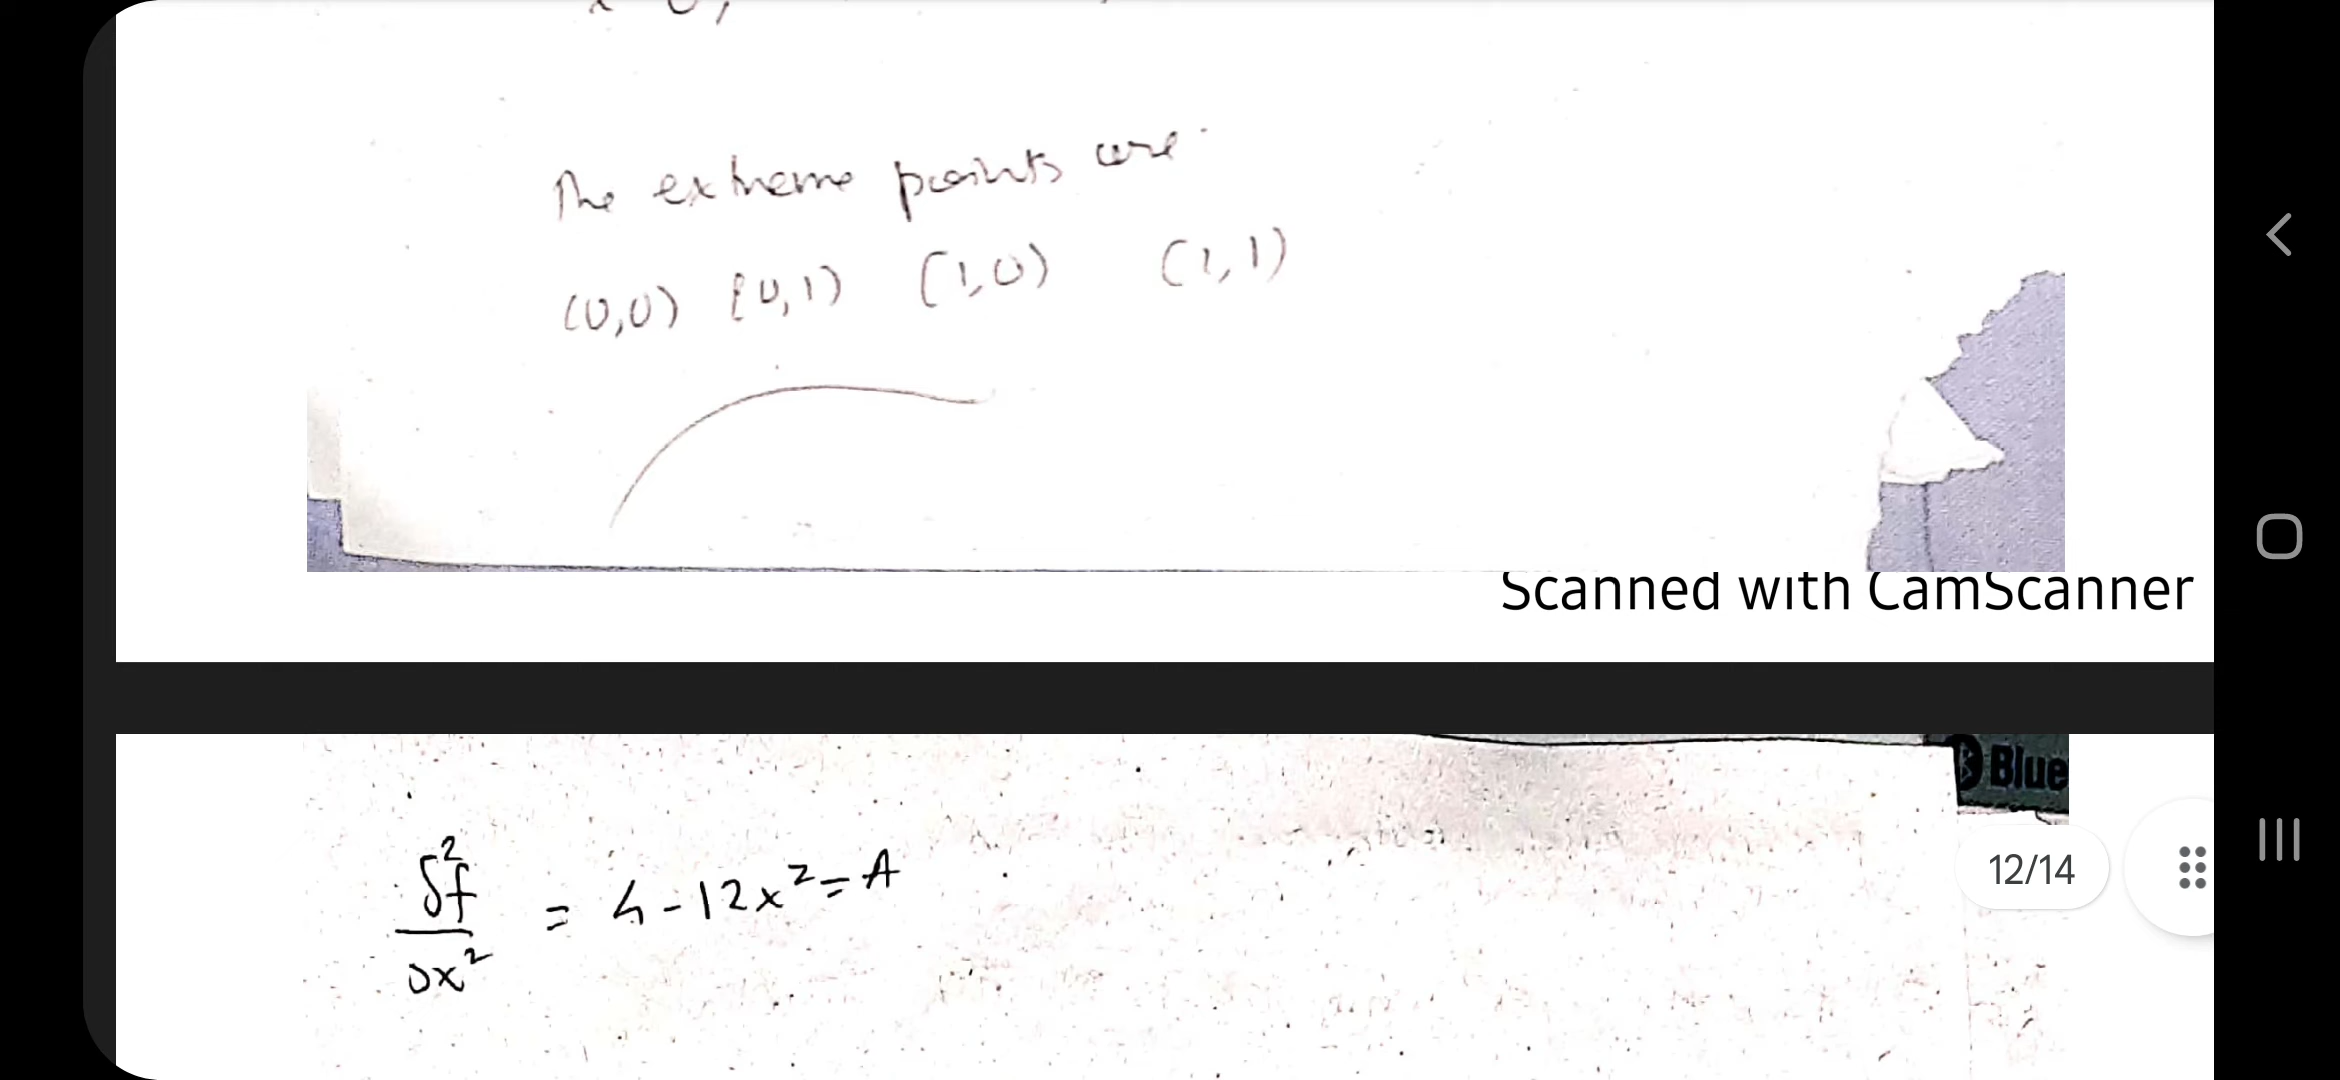 The extreme points are
(0,0) (0,1) (1,0) (1,1)
Scanned with CamScanner
Blue
12/14
δ²f/δx² = 4-12x² = A